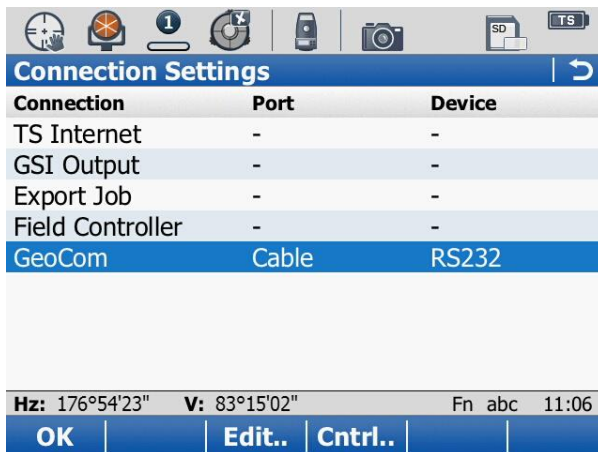 1 SD TS
Connection Settings
Connection Port Device
TS Internet - -
GSI Output - -
Export Job - -
Field Controller - -
GeoCom Cable RS232
Hz: 176°54'23" V: 83°15'02" Fn abc 11:06
OK Edit.. Cntrl..